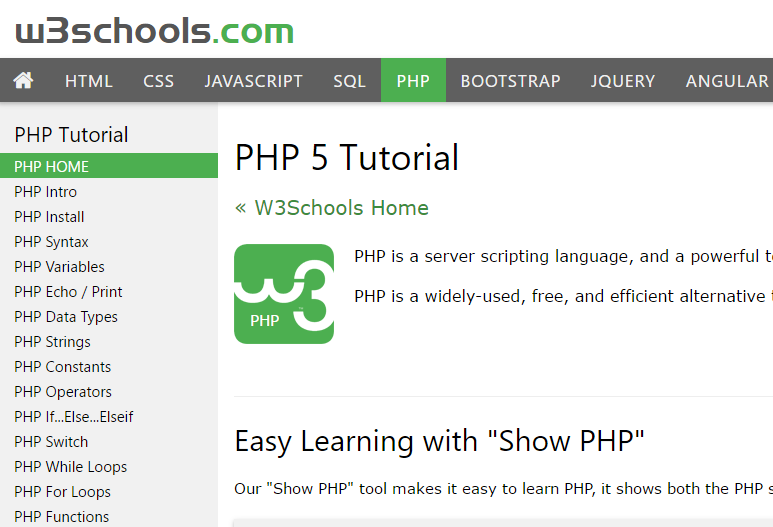 w3schools.com
HTML CSS JAVASCRIPT SQL PHP BOOTSTRAP JQUERY ANGULAR
PHP Tutorial
PHP HOME
PHP Intro
PHP Install
PHP Syntax
PHP Variables
PHP Echo / Print
PHP Data Types
PHP Strings
PHP Constants
PHP Operators
PHP If...Else...Elseif
PHP Switch
PHP While Loops
PHP For Loops
PHP Functions
PHP 5 Tutorial
« W3Schools Home
w3
PHP
PHP is a server scripting language, and a powerful
PHP is a widely-used, free, and efficient alternative
Easy Learning with "Show PHP"
Our "Show PHP" tool makes it easy to learn PHP, it shows both the PHP